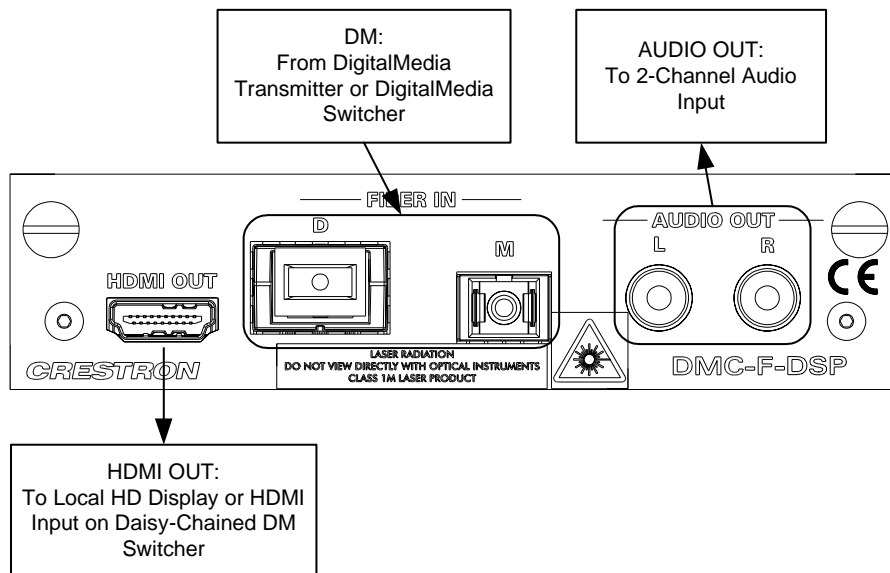 DM:
From DigitalMedia
Transmitter or DigitalMedia
Switcher
AUDIO OUT:
To 2-Channel Audio
Input
FIBER IN
D
M
AUDIO OUT
L
R
HDMI OUT
CE
CRESTRON
LASER RADIATION
DO NOT VIEW DIRECTLY WITH OPTICAL INSTRUMENTS
CLASS 1M LASER PRODUCT
DMC-F-DSP
HDMI OUT:
To Local HD Display or HDMI
Input on Daisy-Chained DM
Switcher